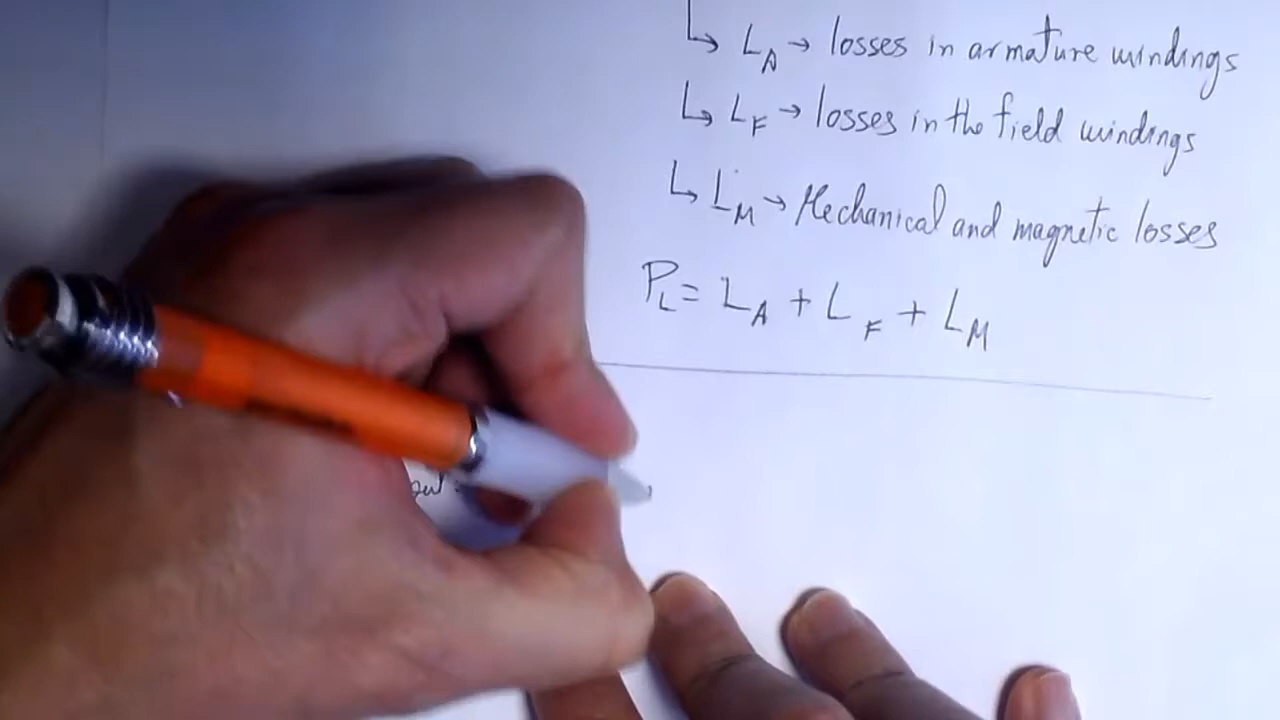 ↳ L_A → losses in armature windings
↳ L_F → losses in the field windings
↳ L_M → Mechanical and magnetic losses
P_L = L_A + L_F + L_M